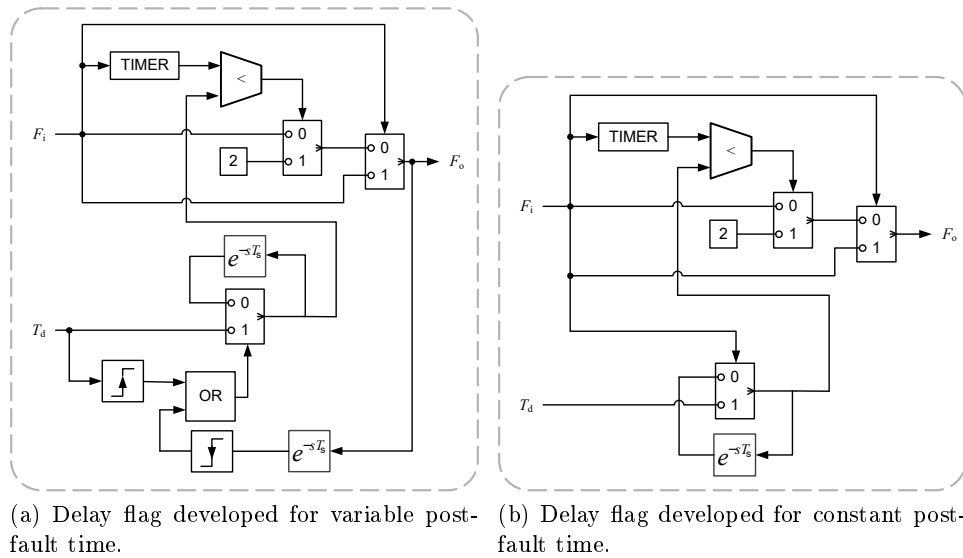 TIMER
<
F_i
0
1
2
0
1
F_o
e^{-sT_s}
0
1
T_d
OR
e^{-sT_s}
(a) Delay flag developed for variable post-
fault time.
TIMER
<
F_i
0
1
2
0
1
F_o
0
1
T_d
e^{-sT_s}
(b) Delay flag developed for constant post-
fault time.